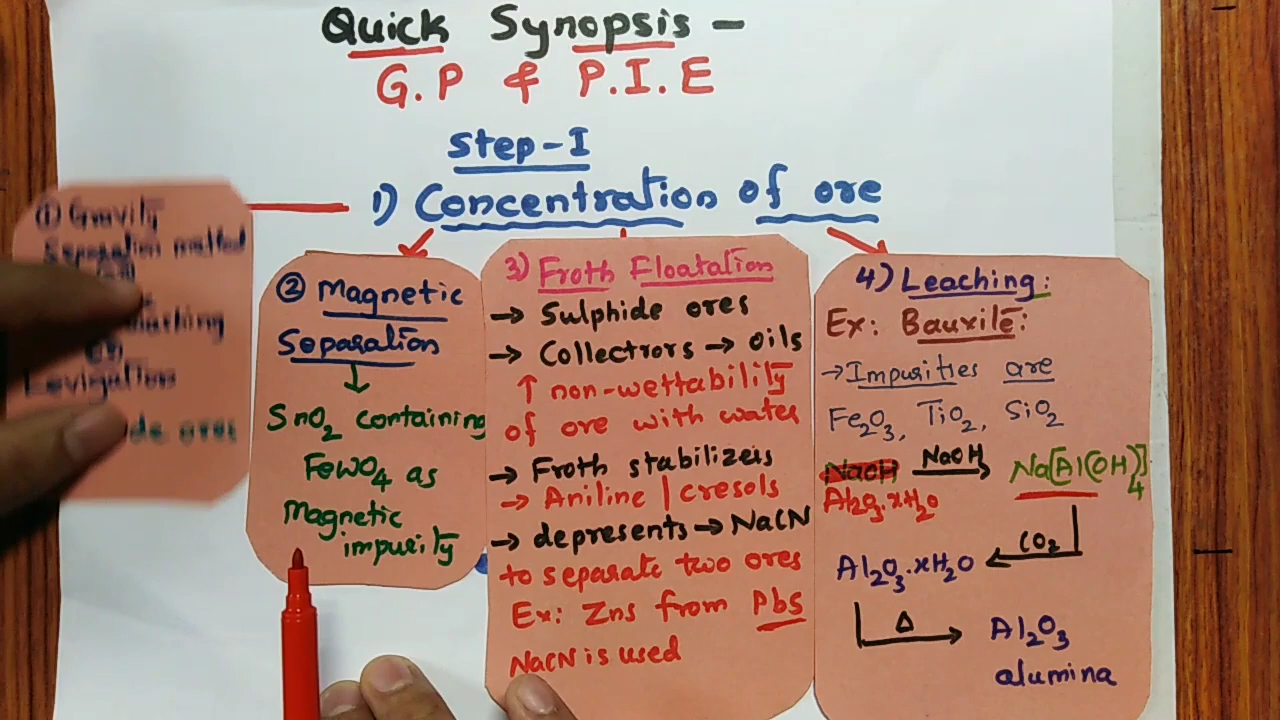 Quick Synopsis -
G.P & P.I.E
Step-I
1) Concentration of ore
① Gravity
Separation method
Levigation
② Magnetic
Separation
↓
SnO₂ containing
FeWO₄ as
Magnetic
impurity
3) Froth Floatation
→ Sulphide ores
→ Collectrors → oils
↑ non-wettability
of ore with water
→ Froth stabilizers
→ Aniline | cresols
→ depresents → NaCN
to separate two ores
Ex: Zns from Pbs
NaCN is used
4) Leaching:
Ex: Bauxite:
→ Impurities are
Fe₂O₃, TiO₂, SiO₂
NaOH NaOH → Na[Al(OH)]₄
Al₂O₃.xH₂O
CO₂
Al₂O₃.xH₂O ←
Δ → Al₂O₃
alumina